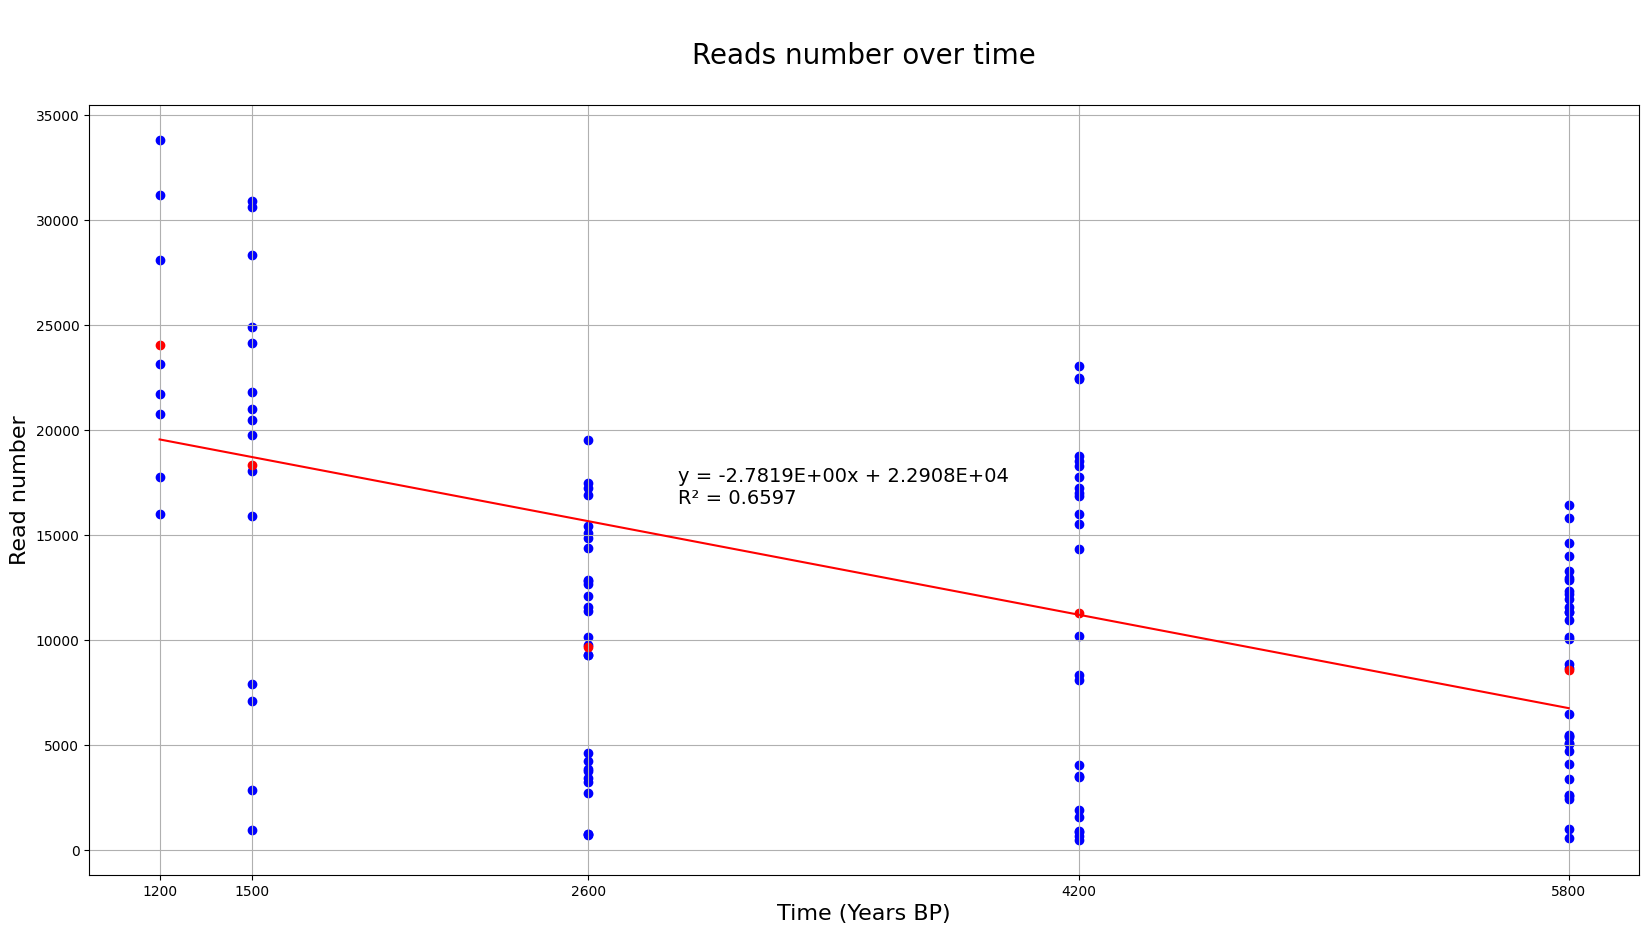 Reads number over time
35000
30000
25000
20000
15000
10000
5000
0
Read number
y = -2.7819E+00x + 2.2908E+04
R² = 0.6597
1200 1500 2600 4200 5800
Time (Years BP)